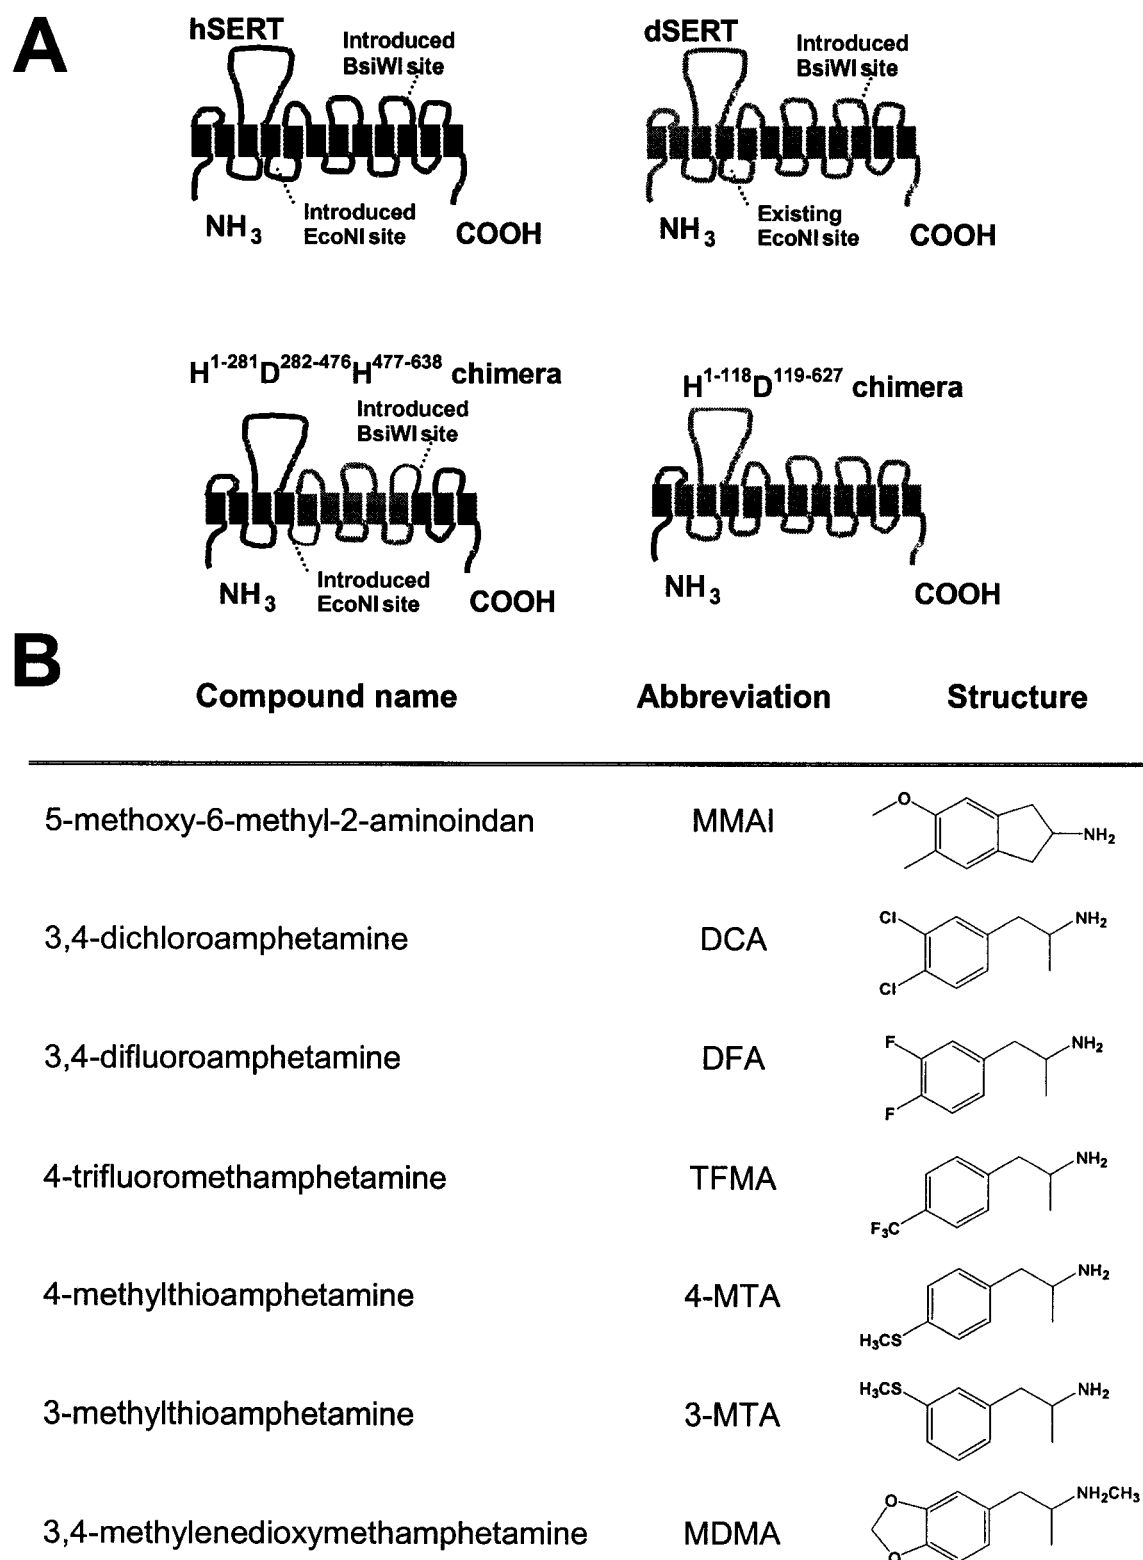 A
hSERT
Introduced
BsiWI site
NH3
Introduced
EcoNI site
COOH
dSERT
Introduced
BsiWI site
NH3
Existing
EcoNI site
COOH
H1-281D282-476H477-638 chimera
Introduced
BsiWI site
NH3
Introduced
EcoNI site
COOH
H1-118D119-627 chimera
NH3
COOH
B
Compound name Abbreviation Structure
5-methoxy-6-methyl-2-aminoindan MMAI
O
NH2
3,4-dichloroamphetamine DCA
Cl
NH2
Cl
3,4-difluoroamphetamine DFA
F
NH2
F
4-trifluoromethamphetamine TFMA
NH2
F3C
4-methylthioamphetamine 4-MTA
NH2
H3CS
3-methylthioamphetamine 3-MTA
H3CS
NH2
3,4-methylenedioxymethamphetamine MDMA
O
NH2CH3
O